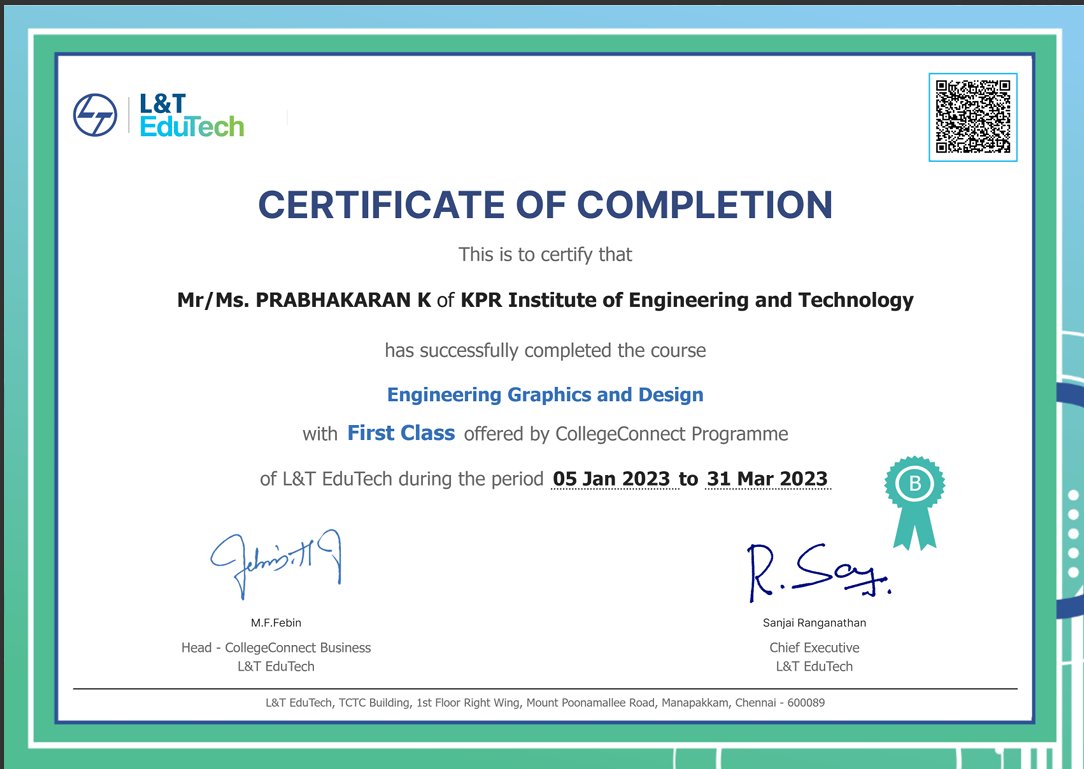 L&T
EduTech
CERTIFICATE OF COMPLETION
This is to certify that
Mr/Ms. PRABHAKARAN K of KPR Institute of Engineering and Technology
has successfully completed the course
Engineering Graphics and Design
with First Class offered by CollegeConnect Programme
of L&T EduTech during the period 05 Jan 2023 to 31 Mar 2023
B
R. Say.
M.F.Febin
Head - CollegeConnect Business
L&T EduTech
Sanjai Ranganathan
Chief Executive
L&T EduTech
L&T EduTech, TCTC Building, 1st Floor Right Wing, Mount Poonamallee Road, Manapakkam, Chennai - 600089